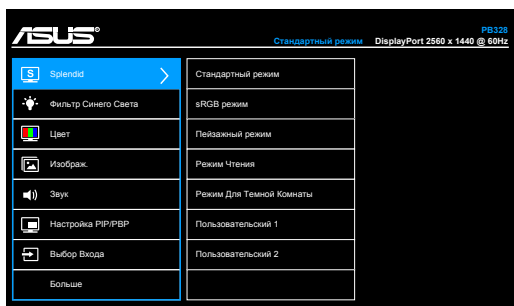 ASUS
PB328
Стандартный режим DisplayPort 2560 x 1440 @ 60Hz
S Splendid
Стандартный режим
Фильтр Синего Света
sRGB режим
Цвет
Пейзажный режим
Изображ.
Режим Чтения
Звук
Режим Для Темной Комнаты
Настройка PIP/PBP
Пользовательский 1
Выбор Входа
Пользовательский 2
Больше